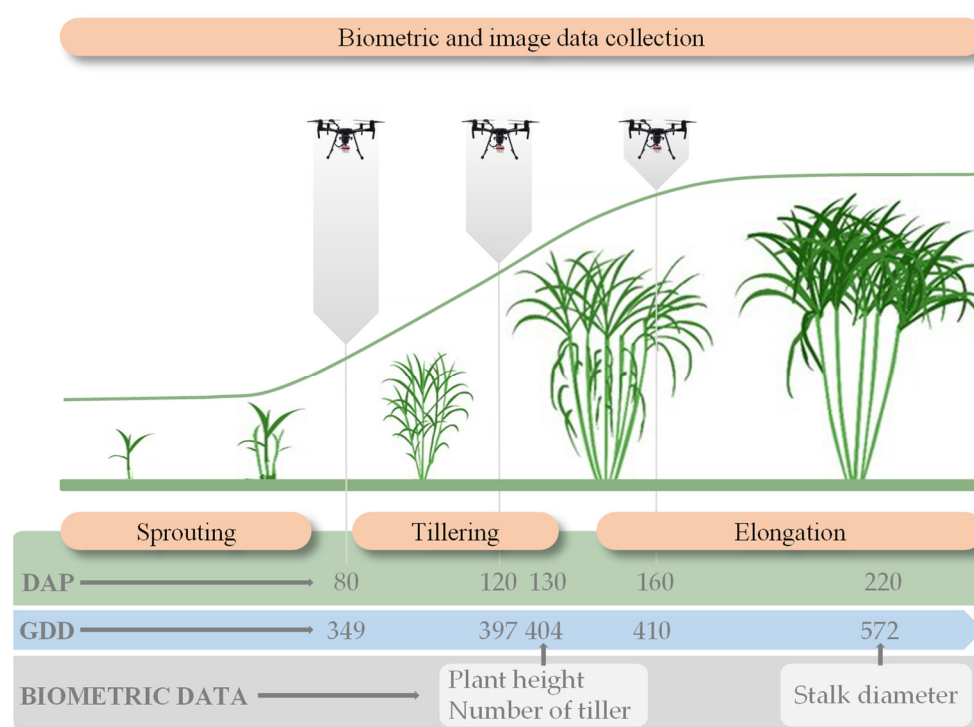 Biometric and image data collection
Sprouting Tillering Elongation
DAP 80 120 130 160 220
GDD 349 397 404 410 572
BIOMETRIC DATA
Plant height
Number of tiller
Stalk diameter